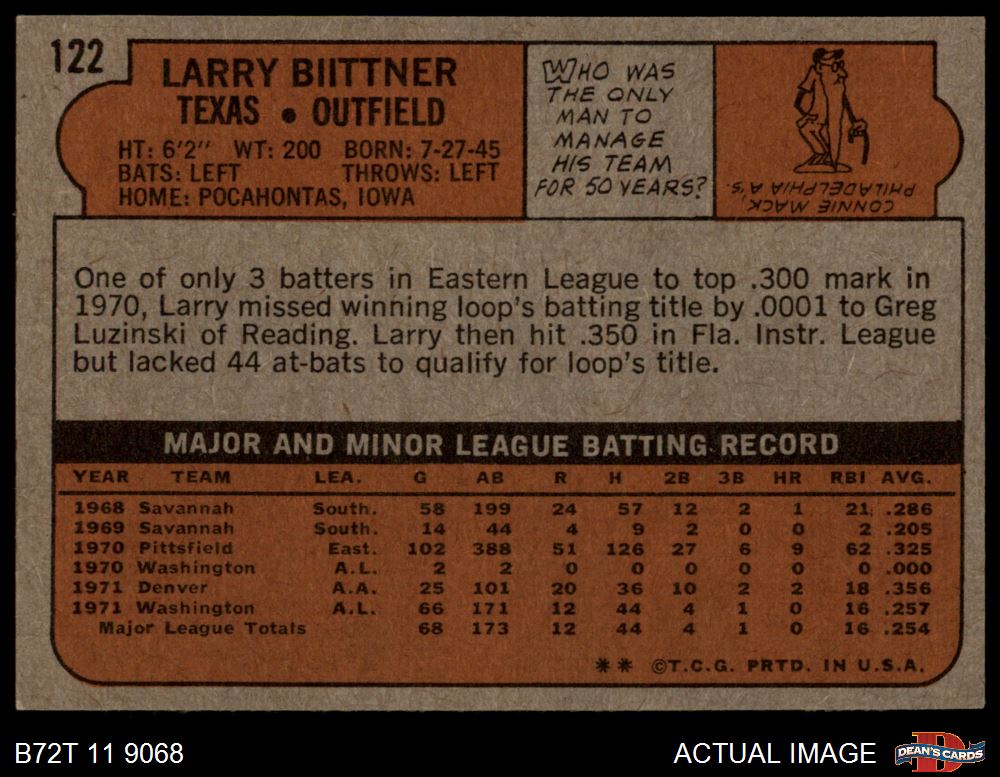 122
LARRY BIITTNER
TEXAS • OUTFIELD
HT: 6'2" WT: 200 BORN: 7-27-45
BATS: LEFT THROWS: LEFT
HOME: POCAHONTAS, IOWA
WHO WAS
THE ONLY
MAN TO
MANAGE
HIS TEAM
FOR 50 YEARS?
CONNIE MACK,
PHILADELPHIA A'S.
One of only 3 batters in Eastern League to top .300 mark in
1970, Larry missed winning loop's batting title by .0001 to Greg
Luzinski of Reading. Larry then hit .350 in Fla. Instr. League
but lacked 44 at-bats to qualify for loop's title.
MAJOR AND MINOR LEAGUE BATTING RECORD
YEAR TEAM LEA. G AB R H 2B 3B HR RBI AVG.
1968 Savannah South. 58 199 24 57 12 2 1 21 .286
1969 Savannah South. 14 44 4 9 2 0 0 2 .205
1970 Pittsfield East. 102 388 51 126 27 6 9 62 .325
1970 Washington A.L. 2 2 0 0 0 0 0 0 .000
1971 Denver A.A. 25 101 20 36 10 2 2 18 .356
1971 Washington A.L. 66 171 12 44 4 1 0 16 .257
Major League Totals 68 173 12 44 4 1 0 16 .254
** ©T.C.G. PRTD. IN U.S.A.
B72T 11 9068
ACTUAL IMAGE
DEAN'S CARDS